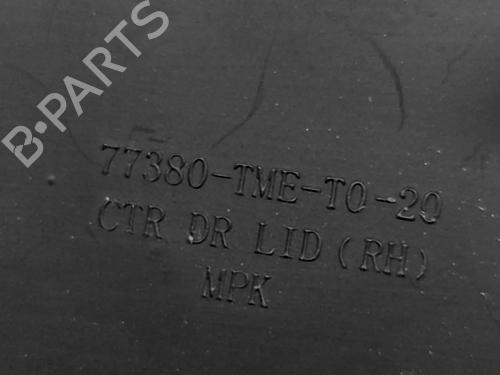 B-PARTS
77380-TME-T0-20
CTR DR LID (RH)
MPK